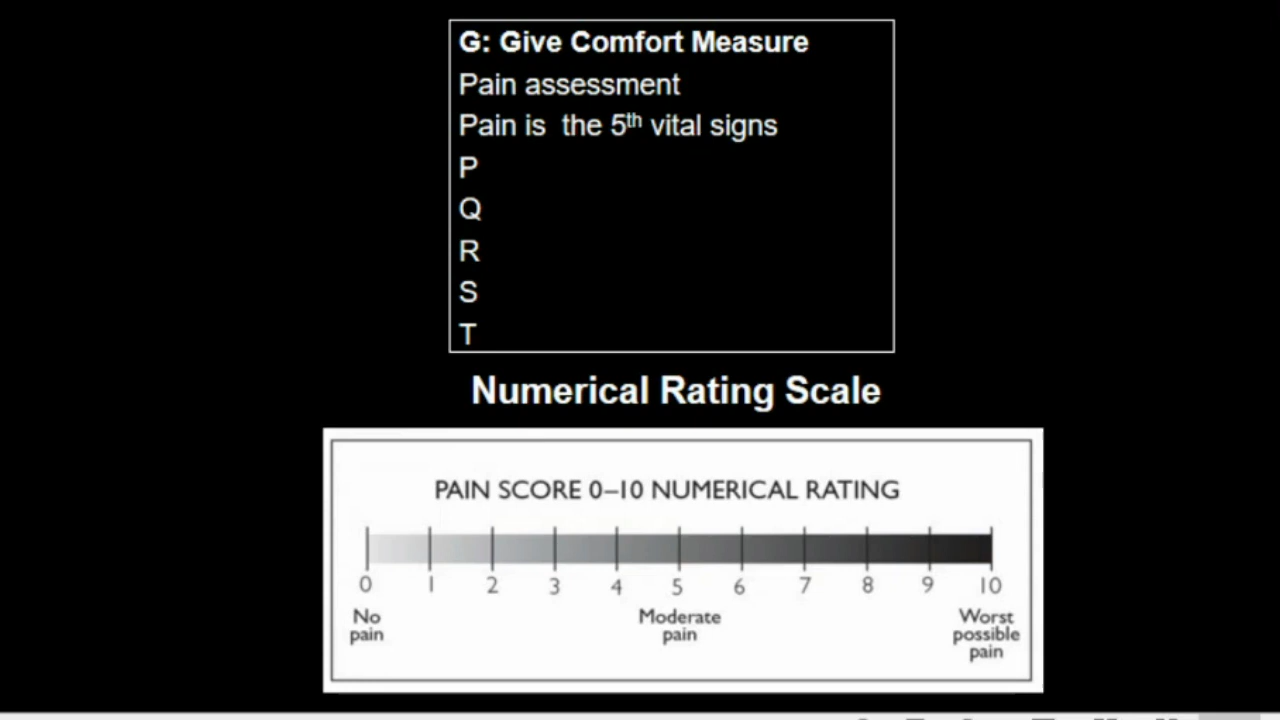 G: Give Comfort Measure
Pain assessment
Pain is the 5th vital signs
P
Q
R
S
T
Numerical Rating Scale
PAIN SCORE 0–10 NUMERICAL RATING
0 1 2 3 4 5 6 7 8 9 10
No pain
Moderate pain
Worst possible pain